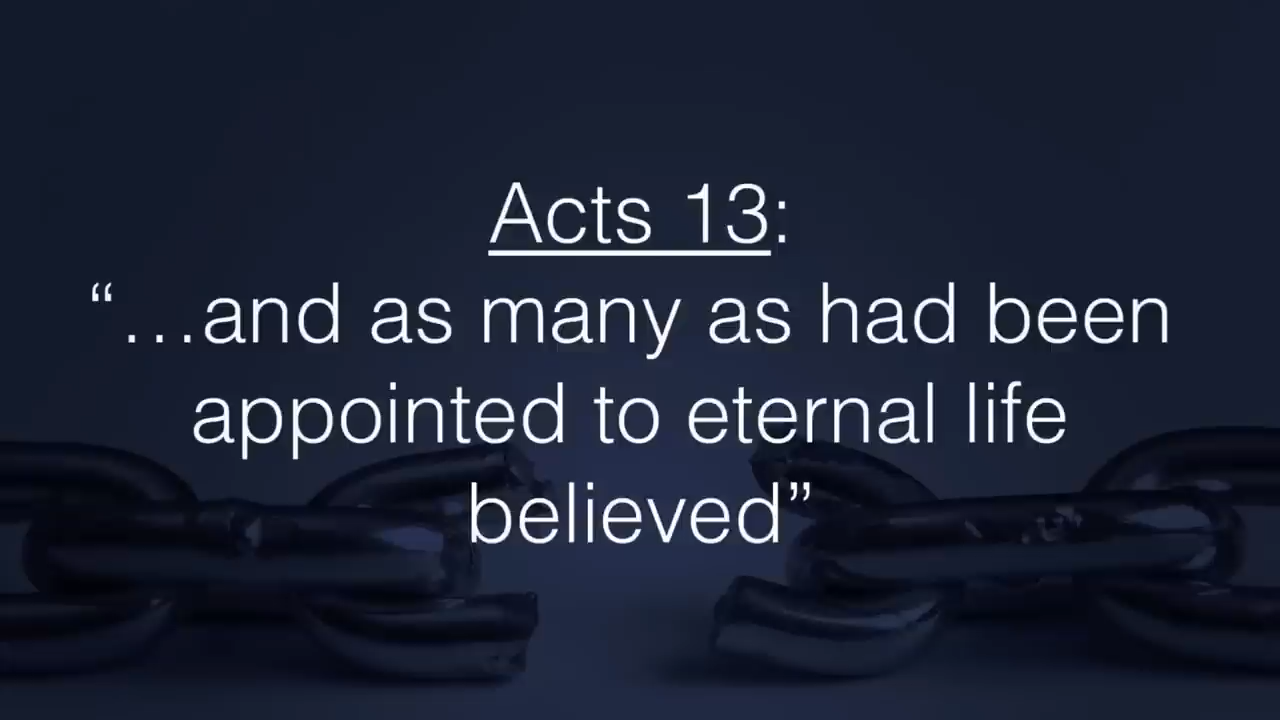 Acts 13:
“…and as many as had been
appointed to eternal life
believed”